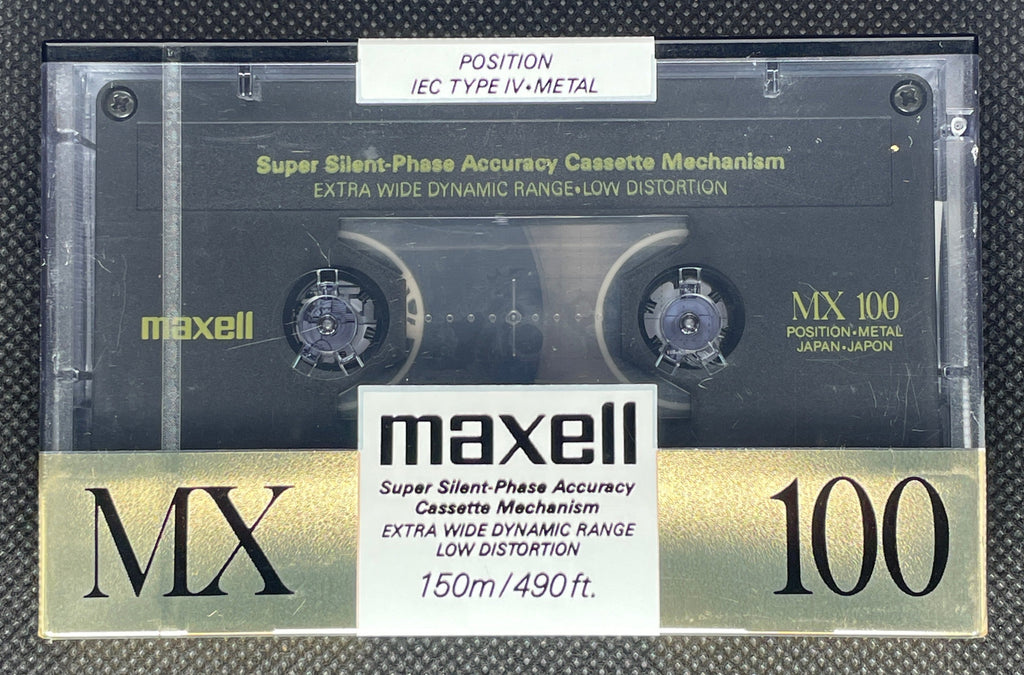 POSITION
IEC TYPE IV•METAL
Super Silent-Phase Accuracy Cassette Mechanism
EXTRA WIDE DYNAMIC RANGE•LOW DISTORTION
maxell
MX 100
POSITION•METAL
JAPAN•JAPON
maxell
Super Silent-Phase Accuracy
Cassette Mechanism
EXTRA WIDE DYNAMIC RANGE
LOW DISTORTION
150m/490ft.
MX
100